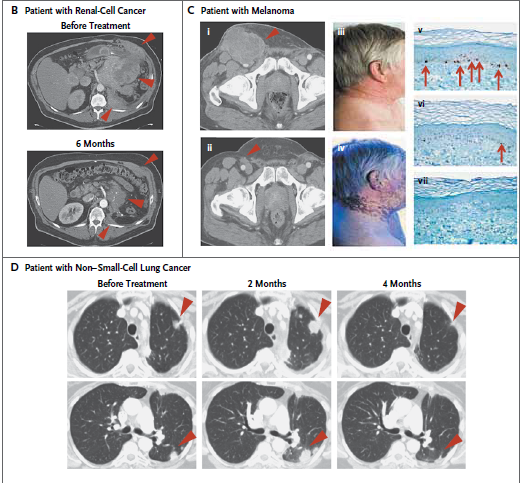 B Patient with Renal-Cell Cancer
Before Treatment
6 Months
C Patient with Melanoma
i
ii
iii
iv
v
vi
vii
D Patient with Non–Small-Cell Lung Cancer
Before Treatment
2 Months
4 Months